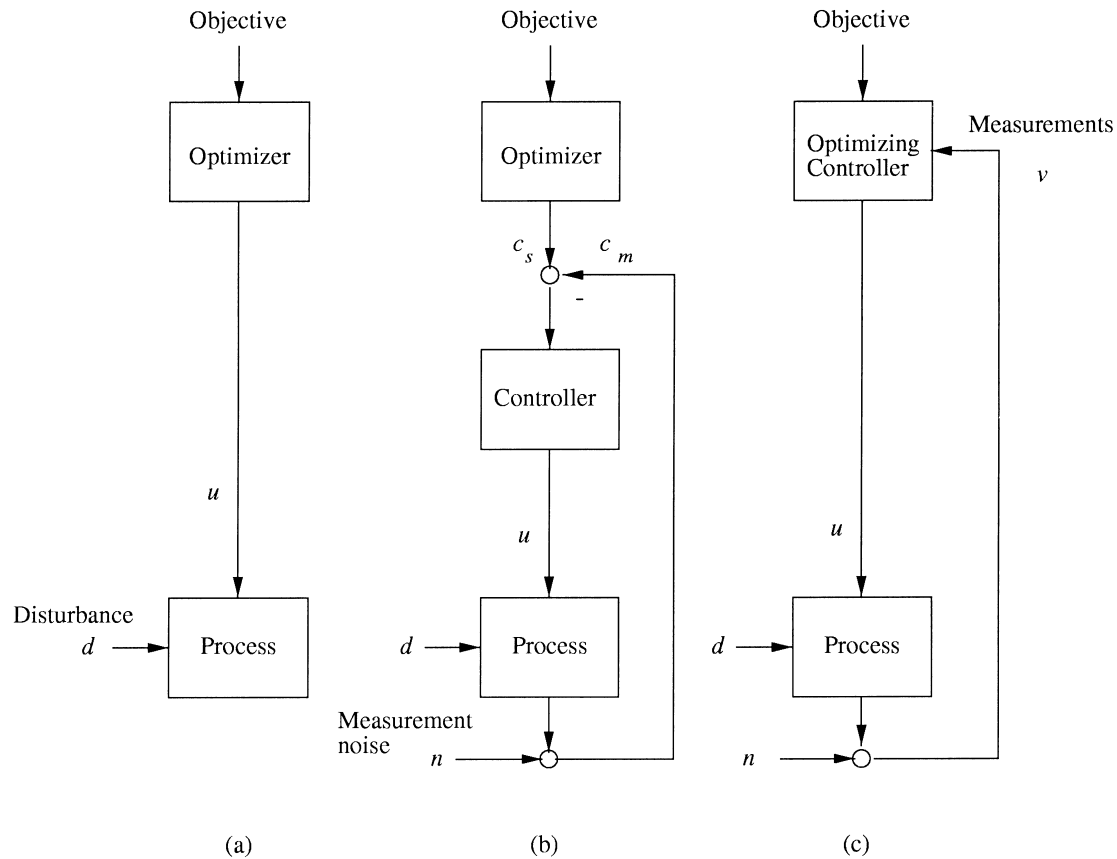 Objective
Optimizer
u
Disturbance
d
Process
(a)
Objective
Optimizer
c s
c m
-
Controller
u
d
Process
Measurement
noise
n
(b)
Objective
Optimizing
Controller
Measurements
v
u
d
Process
n
(c)